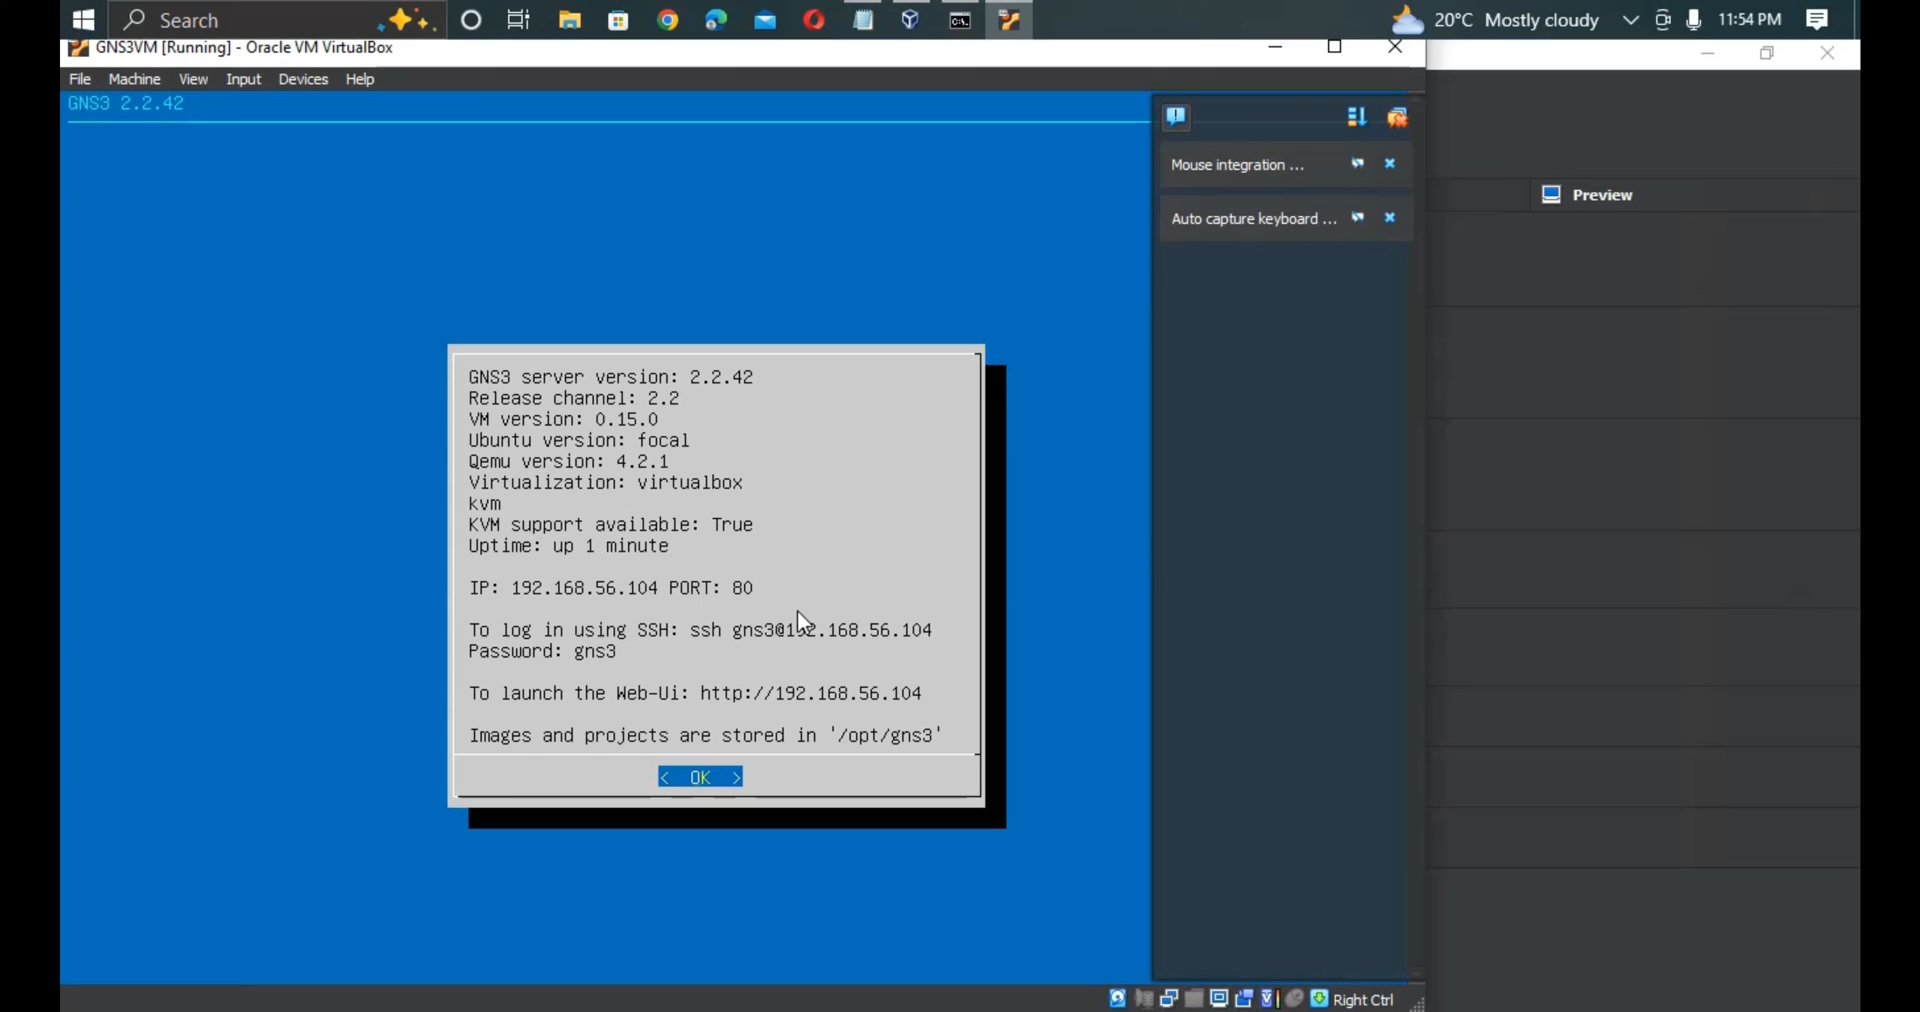 Search
20°C Mostly cloudy
11:54 PM
GNS3VM [Running] - Oracle VM VirtualBox
File Machine View Input Devices Help
GNS3 2.2.42
Mouse integration ...
Auto capture keyboard ...
Preview
GNS3 server version: 2.2.42
Release channel: 2.2
VM version: 0.15.0
Ubuntu version: focal
Qemu version: 4.2.1
Virtualization: virtualbox
kvm
KVM support available: True
Uptime: up 1 minute
IP: 192.168.56.104 PORT: 80
To log in using SSH: ssh gns3@192.168.56.104
Password: gns3
To launch the Web-Ui: http://192.168.56.104
Images and projects are stored in '/opt/gns3'
< OK >
Right Ctrl